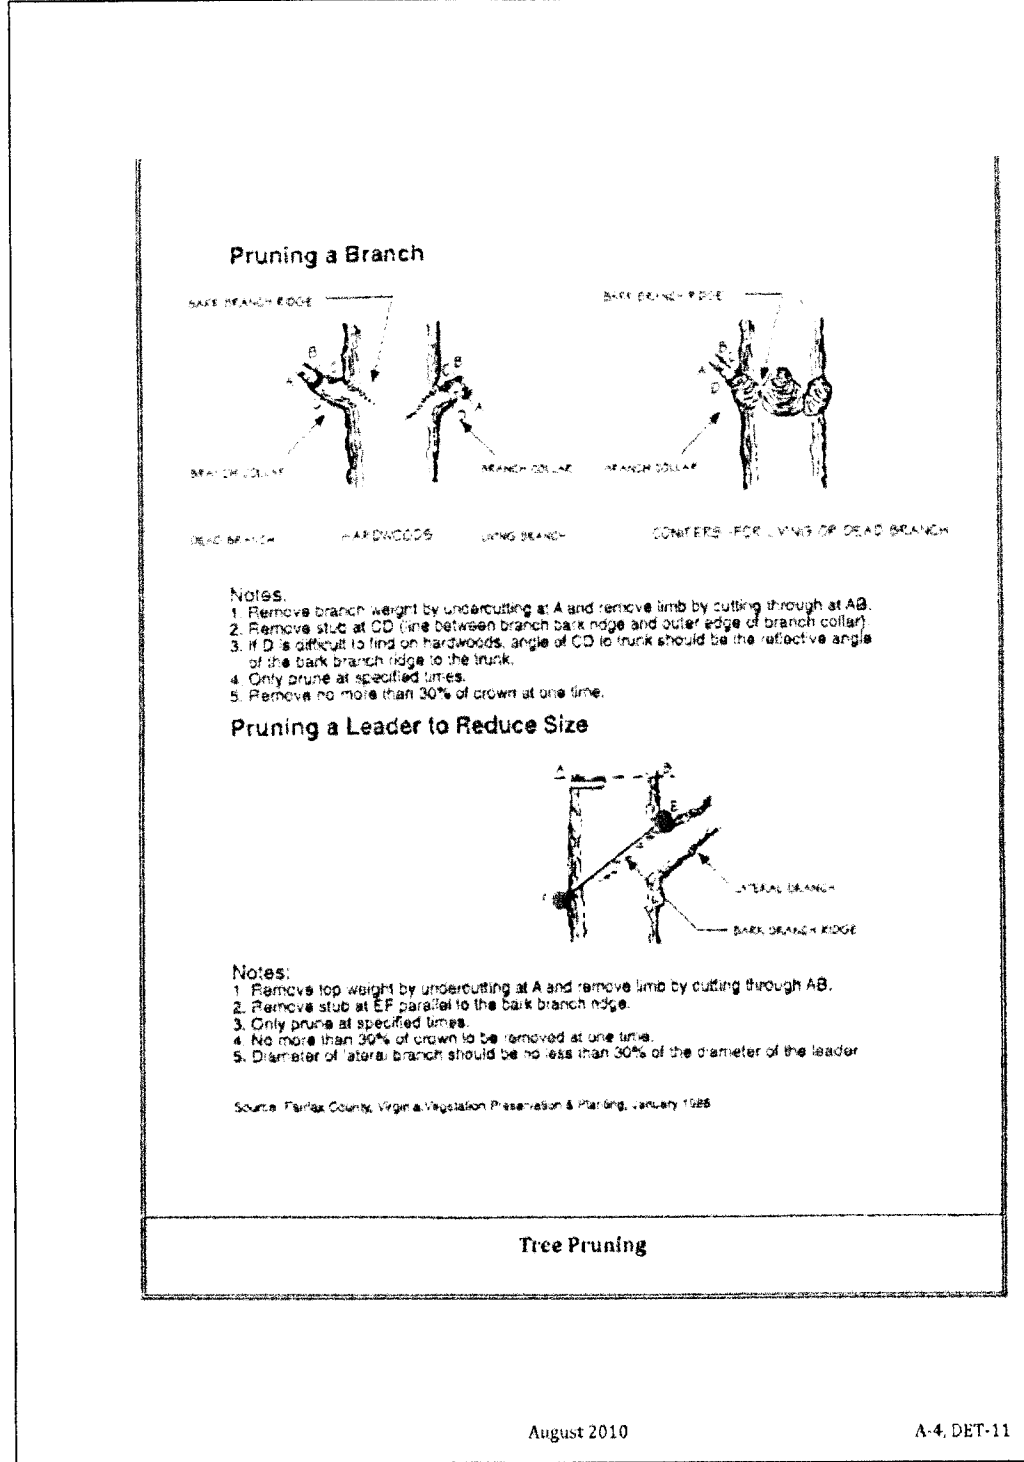 Pruning a Branch
BARK BRANCH RIDGE
BARK BRANCH RIDGE
B
B
A
C
C
B
A
D
A
D
D
BRANCH COLLAR
BRANCH COLLAR
BRANCH COLLAR
DEAD BRANCH
HARDWOODS
LIVING BRANCH
CONIFERS -FOR LIVING OR DEAD BRANCH
Notes:
1. Remove branch weight by undercutting at A and remove limb by cutting through at AB.
2. Remove stub at CD (line between branch bark ridge and outer edge of branch collar)
3. If D is difficult to find on hardwoods, angle of CD to trunk should be the reflective angle
of the bark branch ridge to the trunk.
4. Only prune at specified times.
5. Remove no more than 30% of crown at one time.
Pruning a Leader to Reduce Size
A
B
E
F
LATERAL BRANCH
BARK BRANCH RIDGE
Notes:
1. Remove top weight by undercutting at A and remove limb by cutting through AB.
2. Remove stub at EF parallel to the bark branch ridge.
3. Only prune at specified times.
4. No more than 30% of crown to be removed at one time.
5. Diameter of lateral branch should be no less than 30% of the diameter of the leader
Source: Fairfax County, Virginia, Vegetation Preservation & Planting, January
Tree Pruning
August 2010
A-4, DET-11